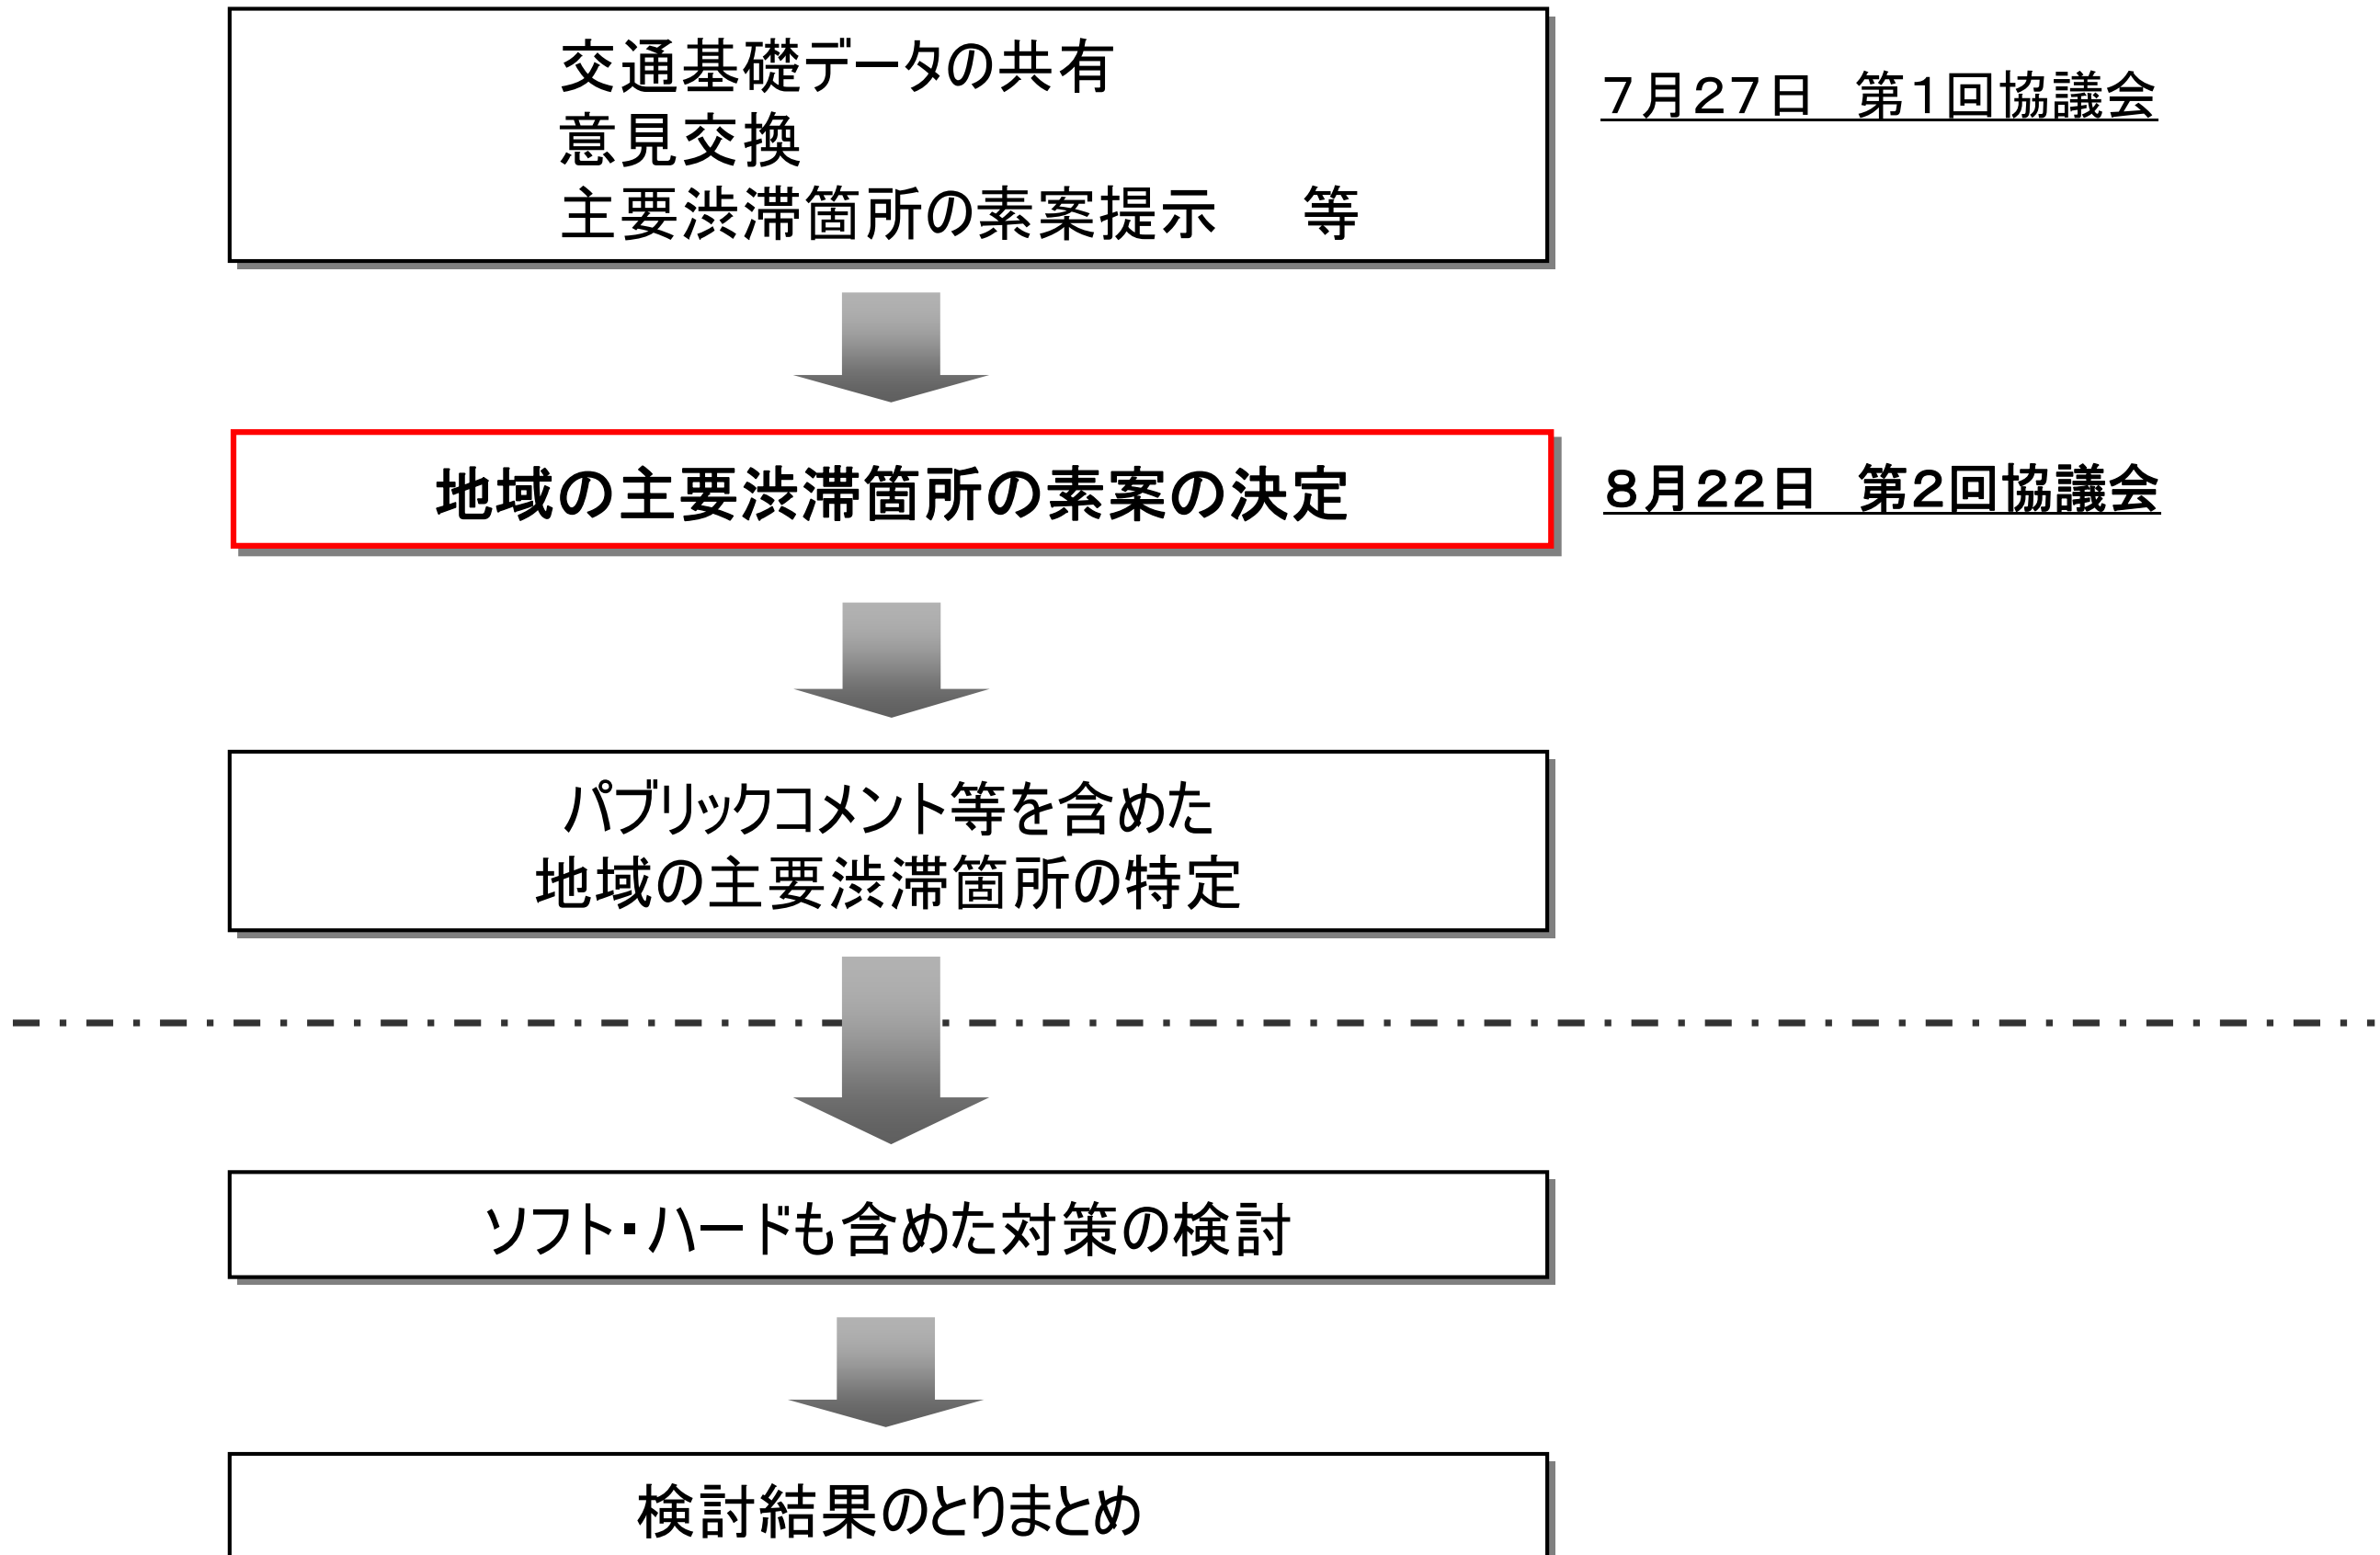 交通基礎データの共有
7月27日　第1回協議会
意見交換
主要渋滞箇所の素案提示　等
地域の主要渋滞箇所の素案の決定
8月22日　第2回協議会
パブリックコメント等を含めた
地域の主要渋滞箇所の特定
ソフト・ハードも含めた対策の検討
検討結果のとりまとめ